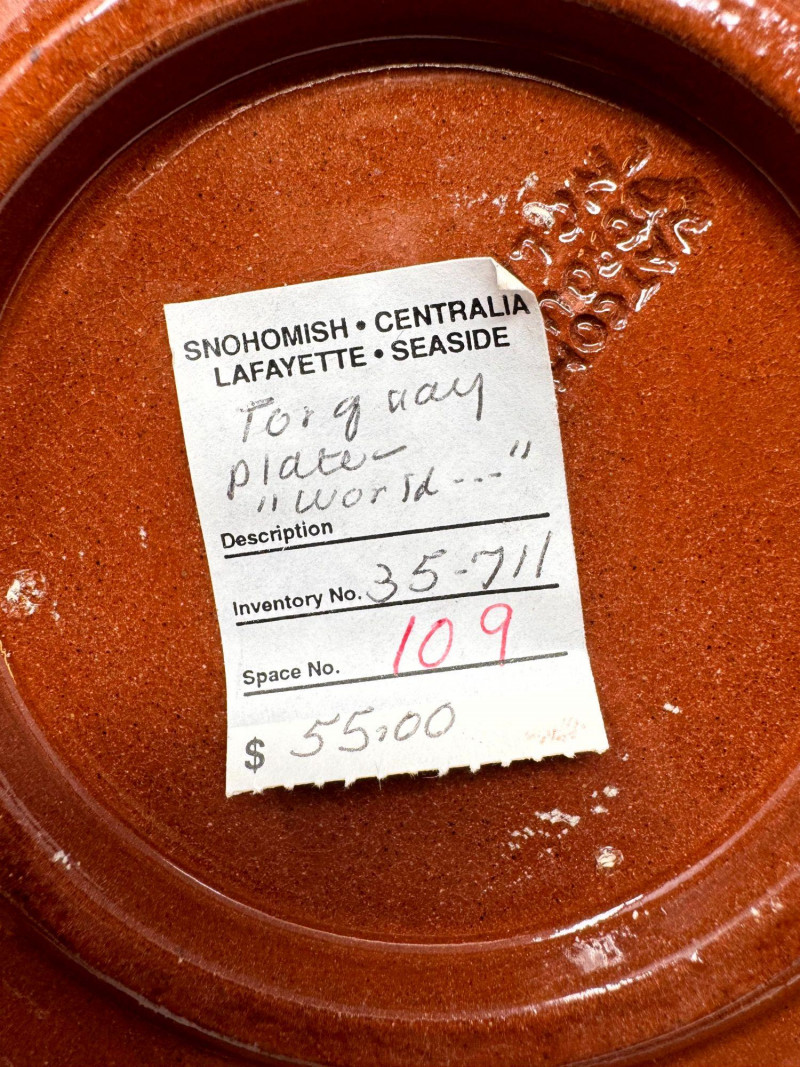 SNOHOMISH • CENTRALIA
LAFAYETTE • SEASIDE
Torquay
plate -
"World---"
Description
Inventory No. 35-711
Space No. 109
$ 55.00